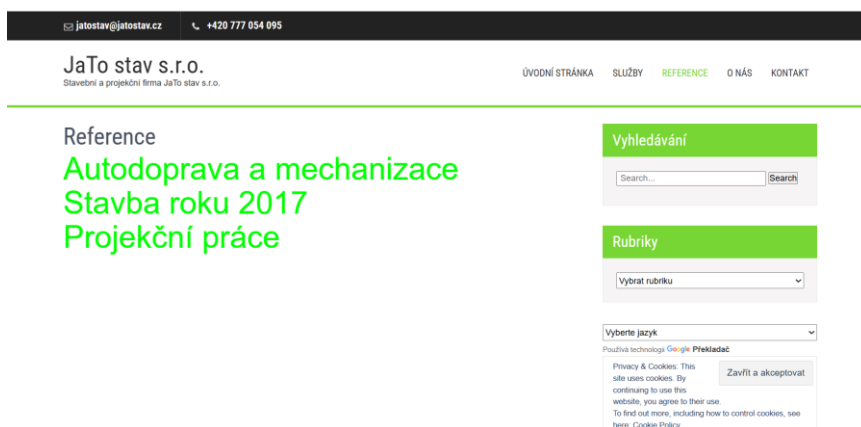 jatostav@jatostav.cz
+420 777 054 095
JaTo stav s.r.o.
Stavební a projekční firma JaTo stav s.r.o.
ÚVODNÍ STRÁNKA SLUŽBY REFERENCE O NÁS KONTAKT
Reference
Autodoprava a mechanizace
Stavba roku 2017
Projekční práce
Vyhledávání
Search... Search
Rubriky
Vybrat rubriku
Vyberte jazyk
Používá technologii Google Překladač
Privacy & Cookies: This
site uses cookies. By
continuing to use this
website, you agree to their use.
To find out more, including how to control cookies, see
here: Cookie Policy
Zavřít a akceptovat